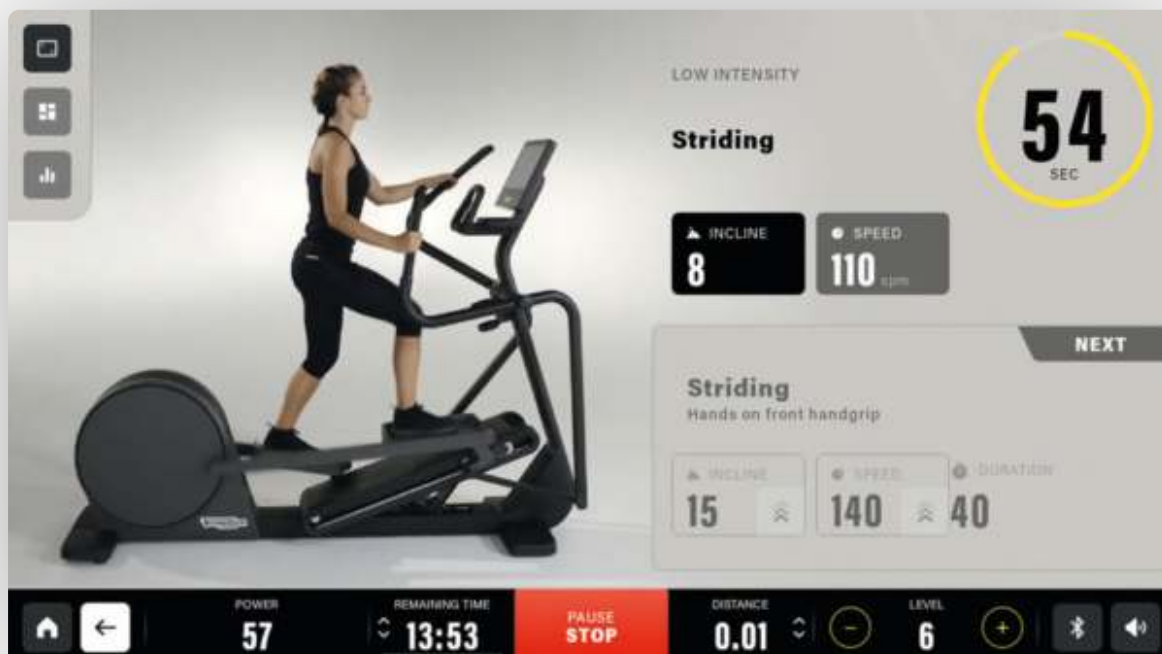 LOW INTENSITY
Striding
54
SEC
INCLINE
8
SPEED
110 spm
NEXT
Striding
Hands on front handgrip
INCLINE
15
SPEED
140
DURATION
40
POWER
57
REMAINING TIME
13:53
PAUSE
STOP
DISTANCE
0.01
LEVEL
6